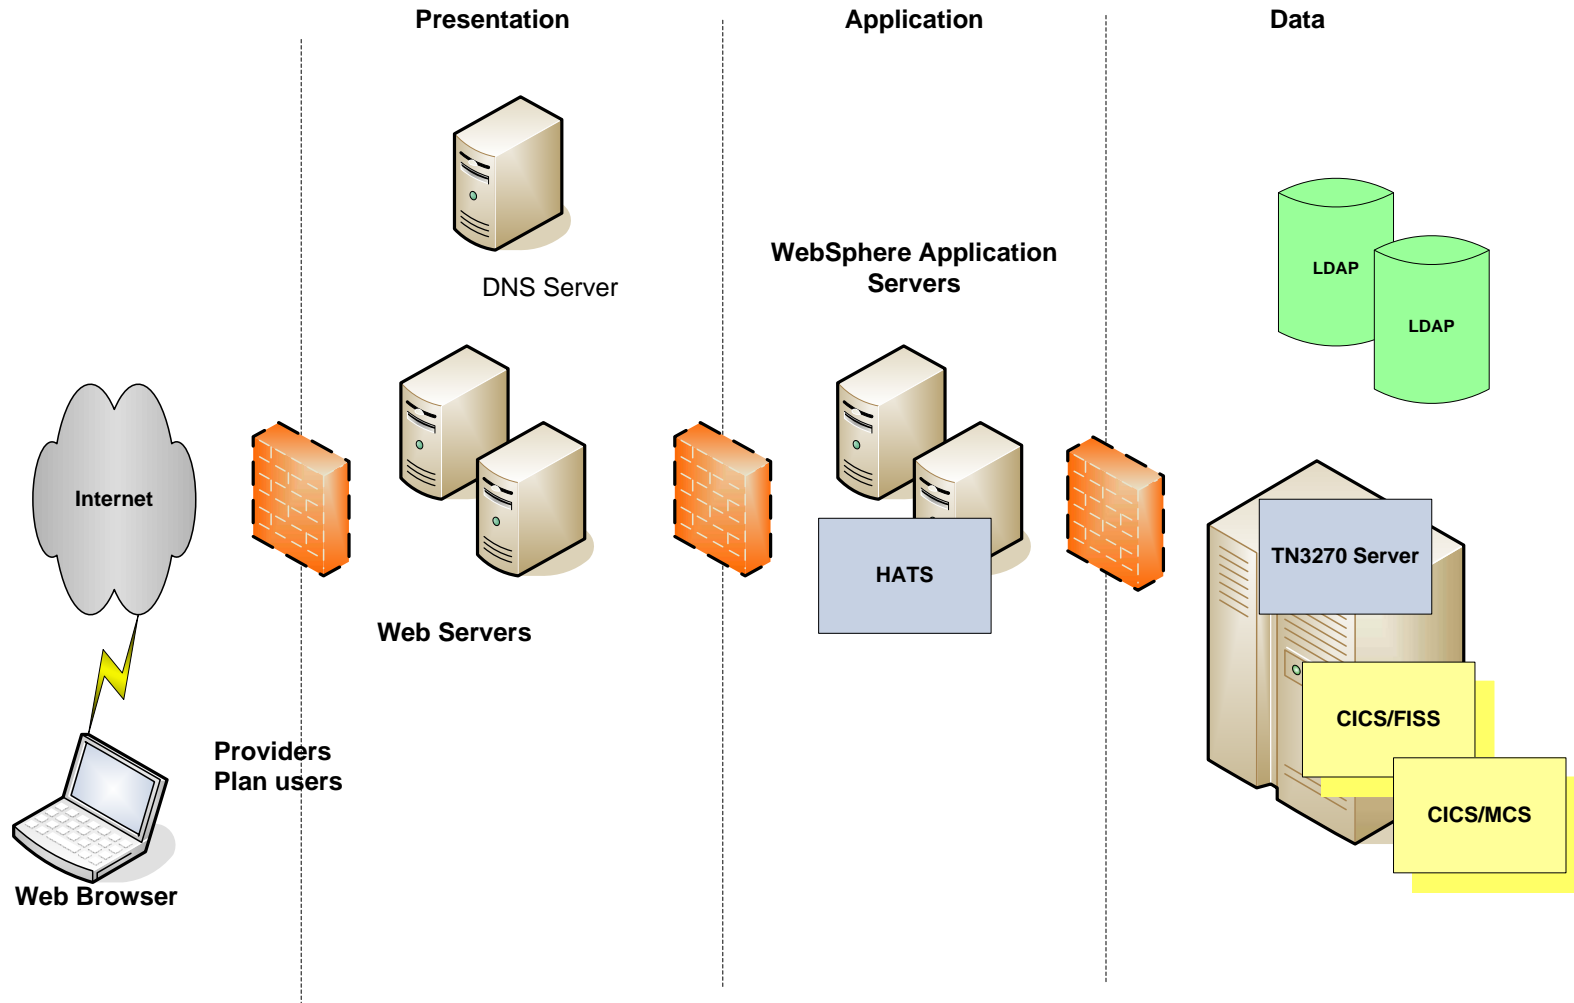 Presentation
Application
Data
DNS Server
WebSphere Application
Servers
LDAP
LDAP
Internet
HATS
TN3270 Server
Web Servers
CICS/FISS
CICS/MCS
Providers
Plan users
Web Browser